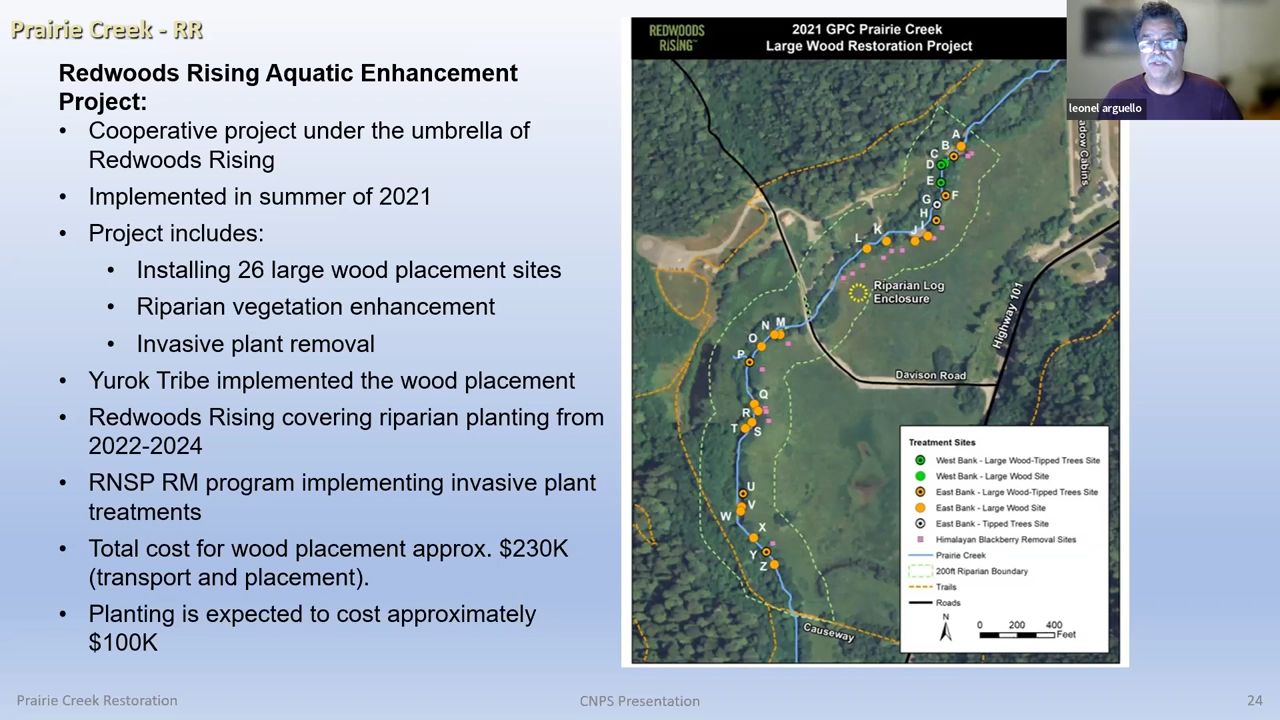 Prairie Creek - RR
Redwoods Rising Aquatic Enhancement
Project:
• Cooperative project under the umbrella of
Redwoods Rising
• Implemented in summer of 2021
• Project includes:
• Installing 26 large wood placement sites
• Riparian vegetation enhancement
• Invasive plant removal
• Yurok Tribe implemented the wood placement
• Redwoods Rising covering riparian planting from
2022-2024
• RNSP RM program implementing invasive plant
treatments
• Total cost for wood placement approx. $230K
(transport and placement).
• Planting is expected to cost approximately
$100K
REDWOODS
RISING™
2021 GPC Prairie Creek
Large Wood Restoration Project
leonel arguello
adow Cabins
A
B
C
D
E
F
G
H
I
J
K
L
Riparian Log
Enclosure
Highway 101
M
N
O
P
Davison Road
Q
R
T
S
U
V
W
X
Y
Z
Causeway
Treatment Sites
West Bank - Large Wood-Tipped Trees Site
West Bank - Large Wood Site
East Bank - Large Wood-Tipped Trees Site
East Bank - Large Wood Site
East Bank - Tipped Trees Site
Himalayan Blackberry Removal Sites
Prairie Creek
200ft Riparian Boundary
Trails
Roads
N
0 200 400
Feet
Prairie Creek Restoration
CNPS Presentation
24